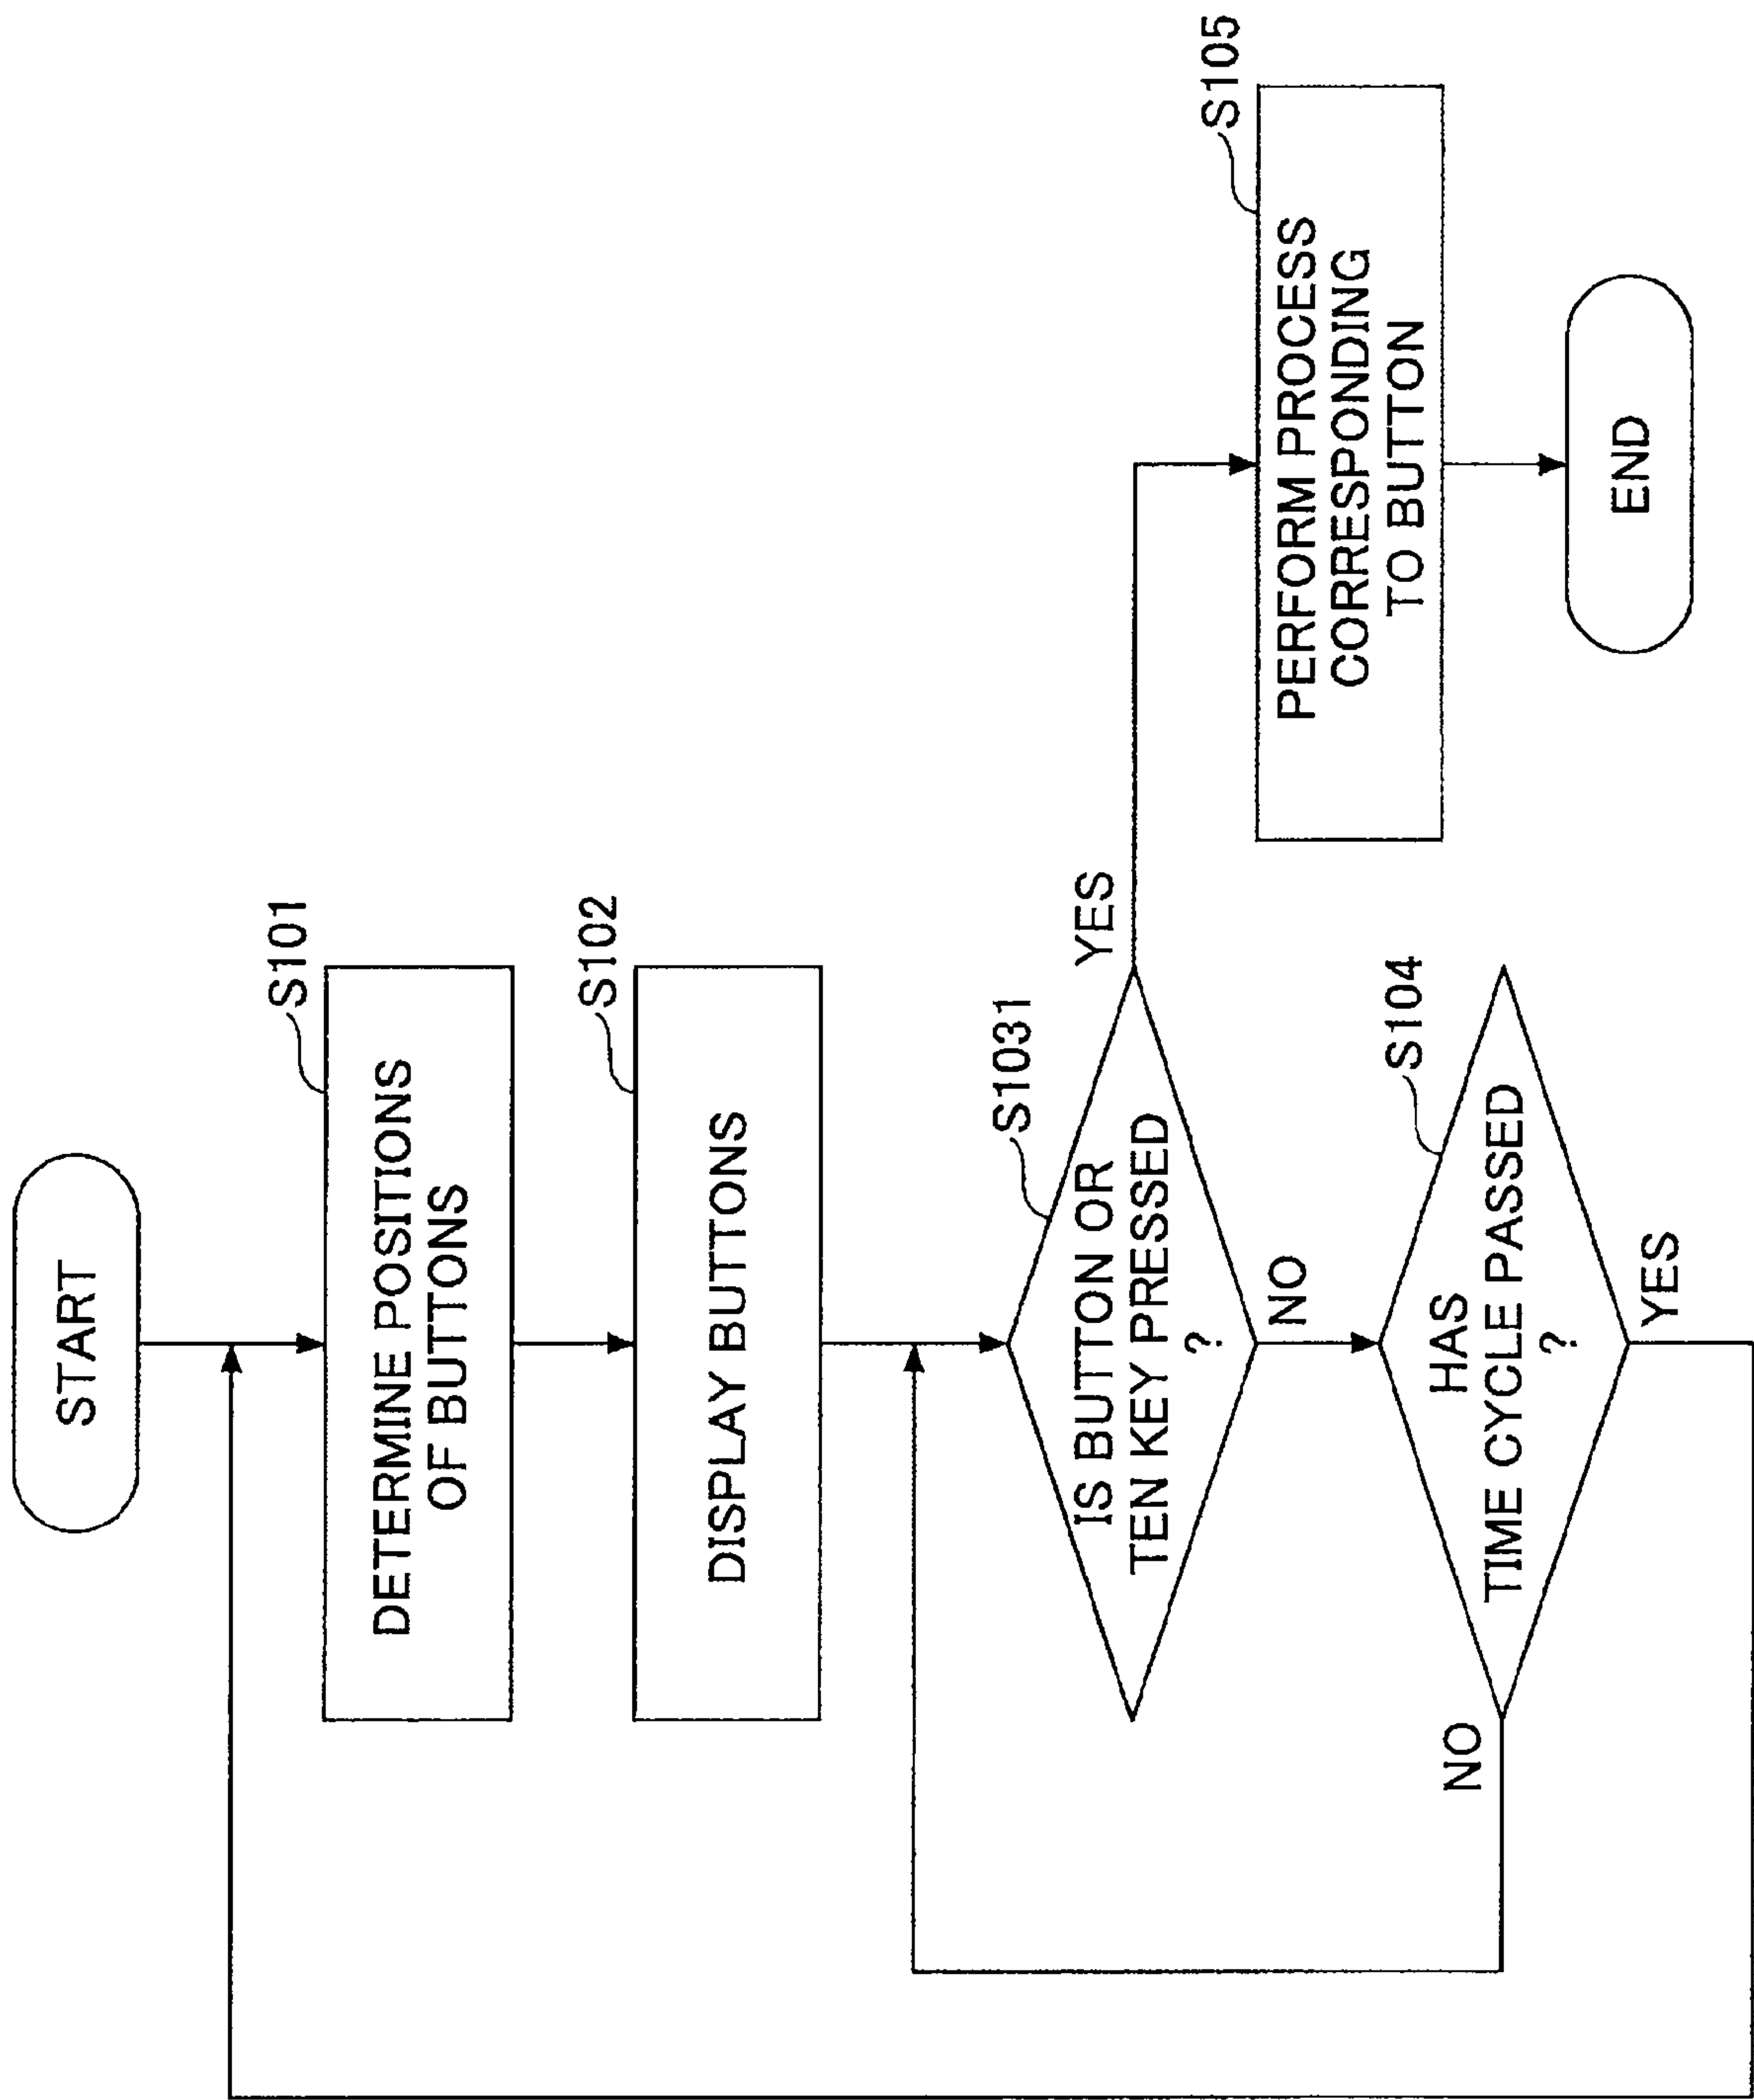 START
S101
DETERMINE POSITIONS
OF BUTTONS
S102
DISPLAY BUTTONS
S1031
IS BUTTON OR
TEN KEY PRESSED
?
YES
NO
S104
HAS
TIME CYCLE PASSED
?
NO
YES
S105
PERFORM PROCESS
CORRESPONDING
TO BUTTON
END